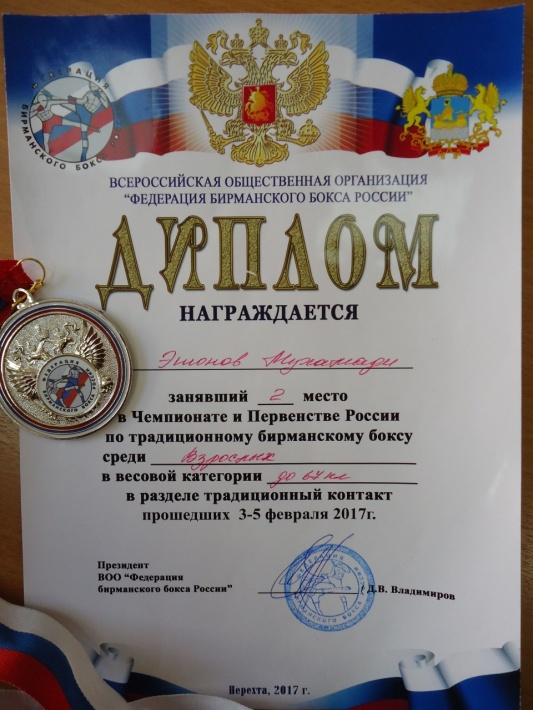 ФЕДЕРАЦИЯ
БИРМАНСКОГО БОКСА
ВСЕРОССИЙСКАЯ ОБЩЕСТВЕННАЯ ОРГАНИЗАЦИЯ
"ФЕДЕРАЦИЯ БИРМАНСКОГО БОКСА РОССИИ"
ДИПЛОМ
НАГРАЖДАЕТСЯ
Эшонов Мухамади
занявший 2 место
в Чемпионате и Первенстве России
по традиционному бирманскому боксу
среди Взрослых
в весовой категории до 67 кг
в разделе традиционный контакт
прошедших 3-5 февраля 2017г.
Президент
ВОО "Федерация
бирманского бокса России" / Д.В. Владимиров
Нерехта, 2017 г.